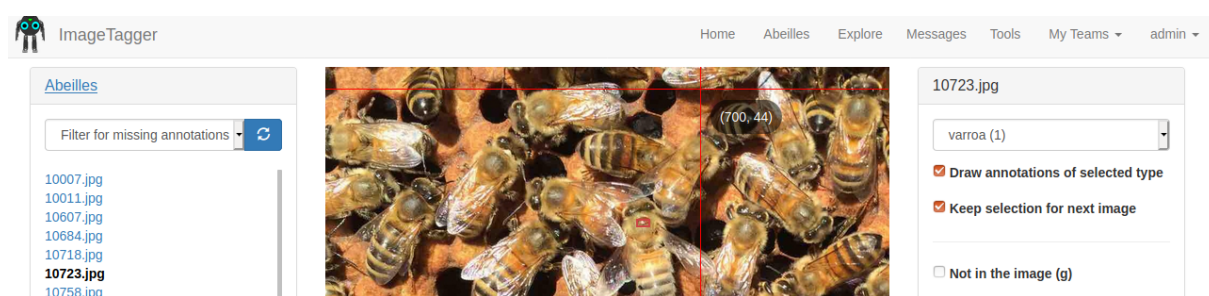 ImageTagger
Home Abeilles Explore Messages Tools My Teams admin
Abeilles
Filter for missing annotations
10007.jpg
10011.jpg
10607.jpg
10684.jpg
10718.jpg
10723.jpg
10758.jpg
(700, 44)
10723.jpg
varroa (1)
Draw annotations of selected type
Keep selection for next image
Not in the image (g)